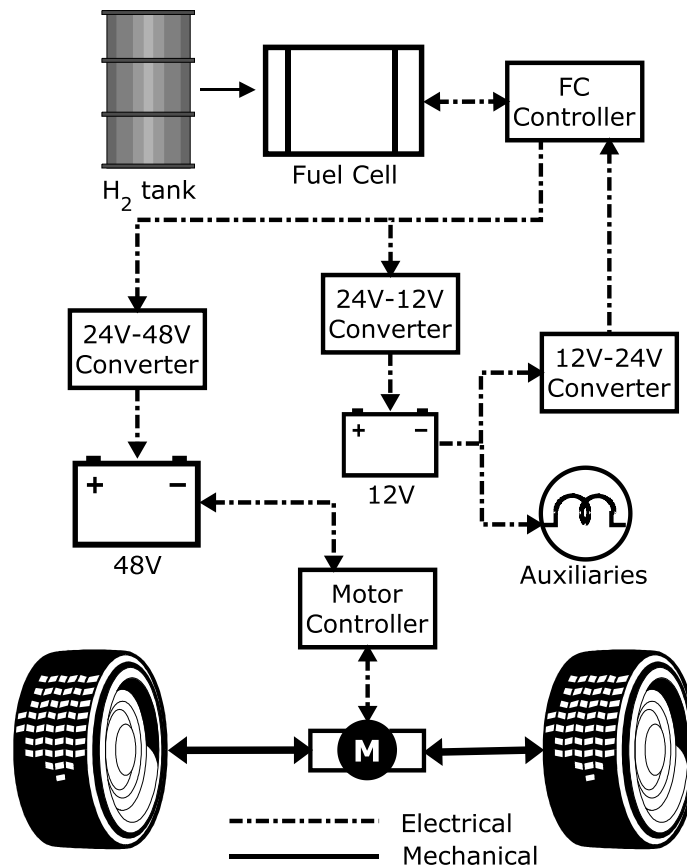 FC
Controller
H2 tank
Fuel Cell
24V-48V
Converter
24V-12V
Converter
12V-24V
Converter
+ −
12V
+ −
48V
Auxiliaries
Motor
Controller
M
Electrical
Mechanical